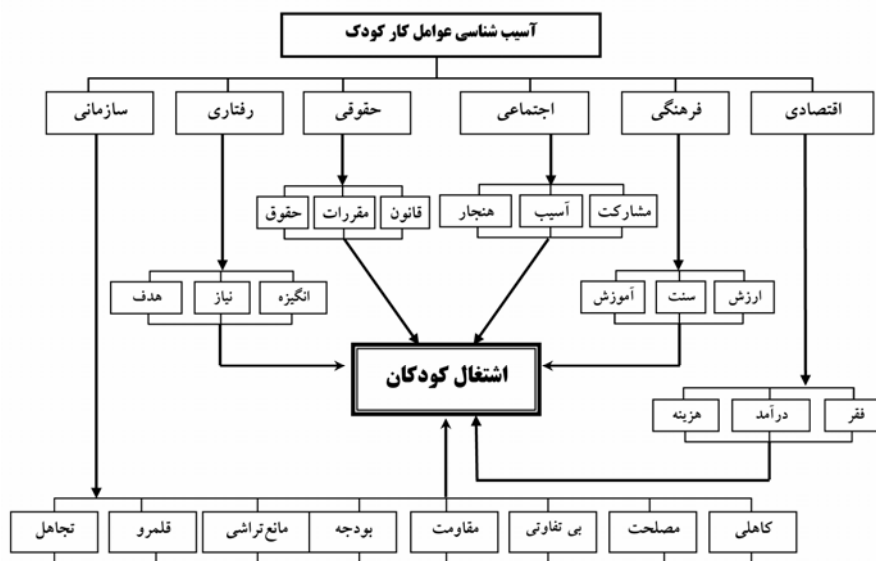 آسیب شناسی عوامل کار کودک
اقتصادی
فرهنگی
اجتماعی
حقوقی
رفتاری
سازمانی
مشارکت
آسیب
هنجار
قانون
مقررات
حقوق
ارزش
سنت
آموزش
انگیزه
نیاز
هدف
اشتغال کودکان
فقر
درآمد
هزینه
کاهلی
مصلحت
بی تفاوتی
مقاومت
بودجه
مانع‌تراشی
قلمرو
تجاهل